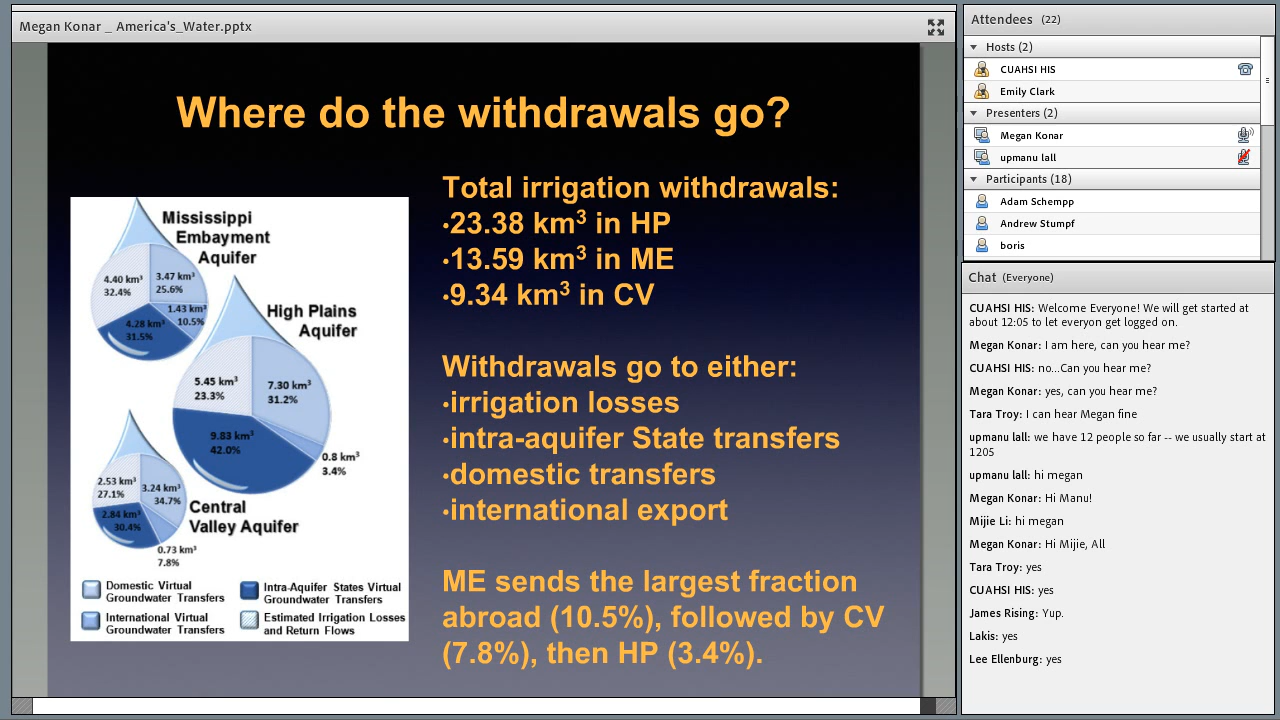 Megan Konar _ America's_Water.pptx
Where do the withdrawals go?
Mississippi
Embayment
Aquifer
4.40 km³
32.4%
3.47 km³
25.6%
1.43 km³
10.5%
4.28 km³
31.5%
High Plains
Aquifer
5.45 km³
23.3%
7.30 km³
31.2%
9.83 km³
42.0%
0.8 km³
3.4%
2.53 km³
27.1%
3.24 km³
34.7%
2.84 km³
30.4%
0.73 km³
7.8%
Central
Valley Aquifer
Domestic Virtual
Groundwater Transfers
Intra-Aquifer States Virtual
Groundwater Transfers
International Virtual
Groundwater Transfers
Estimated Irrigation Losses
and Return Flows
Total irrigation withdrawals:
•23.38 km³ in HP
•13.59 km³ in ME
•9.34 km³ in CV
Withdrawals go to either:
•irrigation losses
•intra-aquifer State transfers
•domestic transfers
•international export
ME sends the largest fraction
abroad (10.5%), followed by CV
(7.8%), then HP (3.4%).
Attendees (22)
Hosts (2)
CUAHSI HIS
Emily Clark
Presenters (2)
Megan Konar
upmanu lall
Participants (18)
Adam Schempp
Andrew Stumpf
boris
Chat (Everyone)
CUAHSI HIS: Welcome Everyone! We will get started at
about 12:05 to let everyon get logged on.
Megan Konar: I am here, can you hear me?
CUAHSI HIS: no...Can you hear me?
Megan Konar: yes, can you hear me?
Tara Troy: I can hear Megan fine
upmanu lall: we have 12 people so far -- we usually start at
1205
upmanu lall: hi megan
Megan Konar: Hi Manu!
Mijie Li: hi megan
Megan Konar: Hi Mijie, All
Tara Troy: yes
CUAHSI HIS: yes
James Rising: Yup.
Lakis: yes
Lee Ellenburg: yes